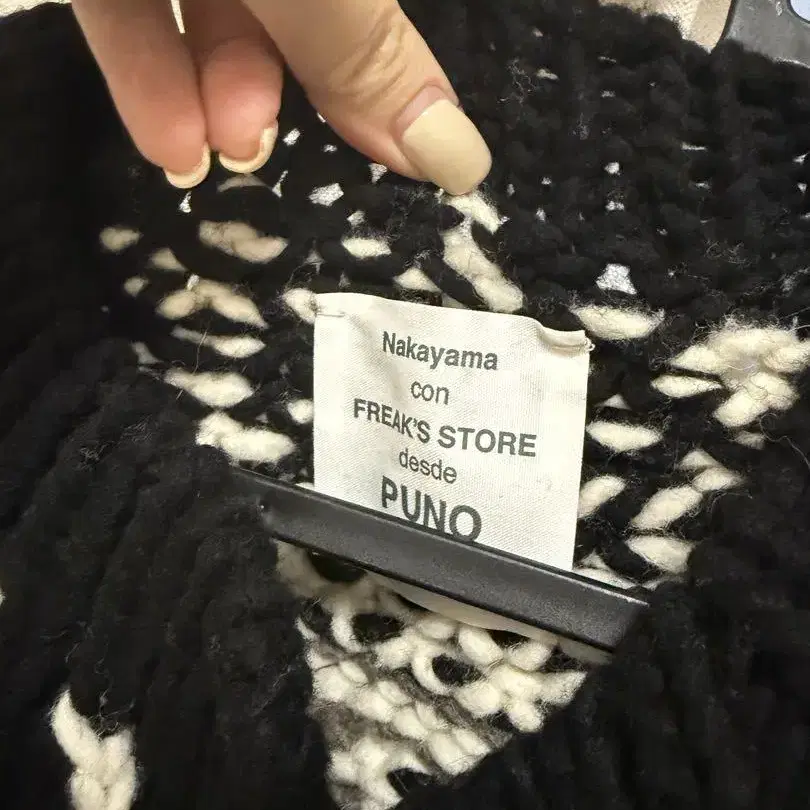 Nakayama
con
FREAK'S STORE
desde
PUNO